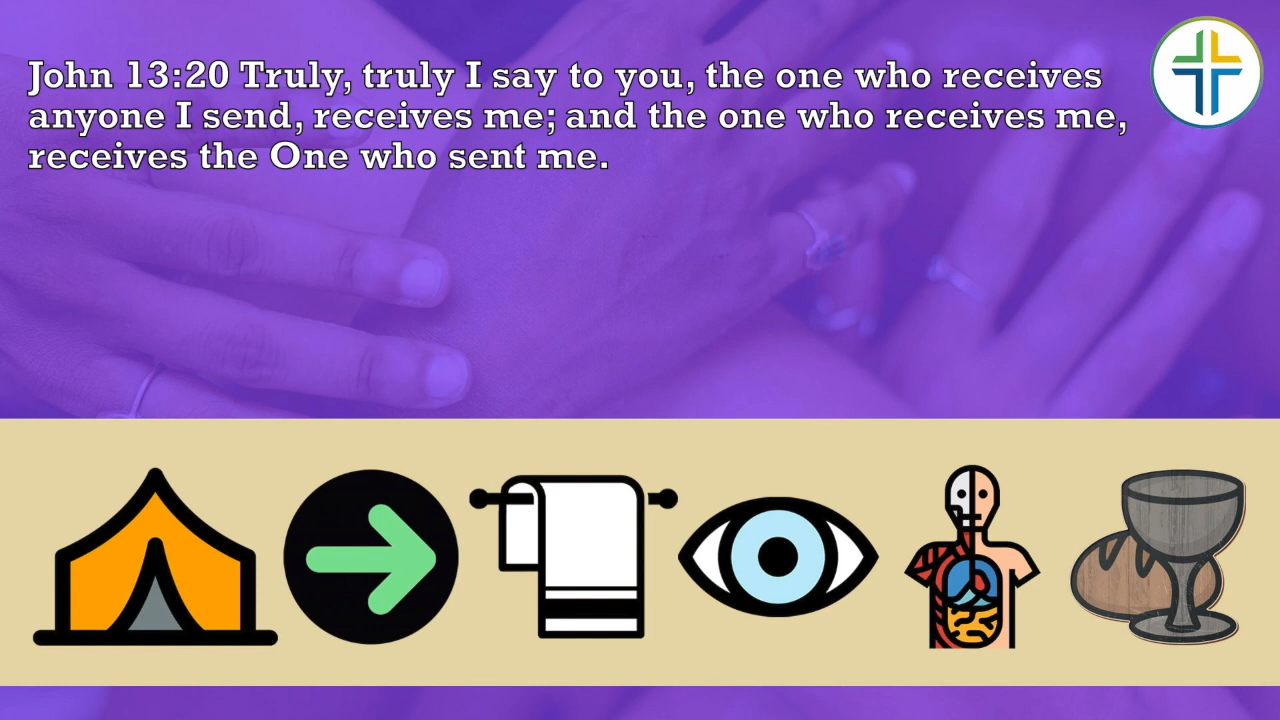 John 13:20 Truly, truly I say to you, the one who receives
anyone I send, receives me; and the one who receives me,
receives the One who sent me.